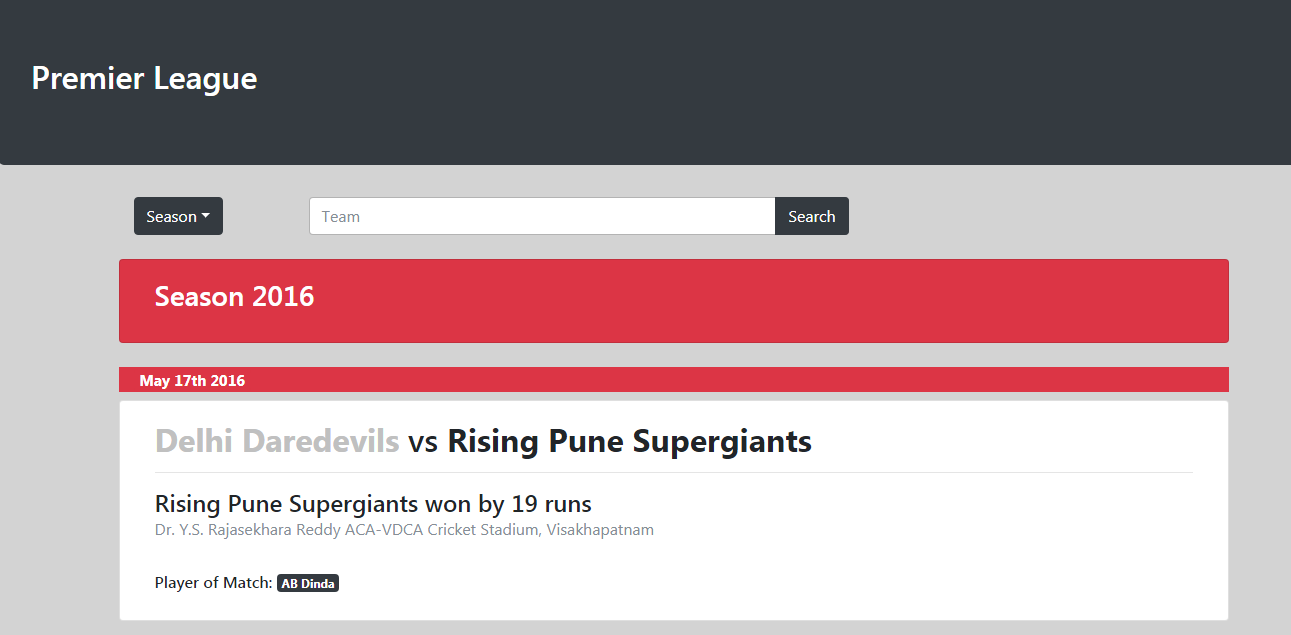 Premier League
Season
Team
Search
Season 2016
May 17th 2016
Delhi Daredevils vs Rising Pune Supergiants
Rising Pune Supergiants won by 19 runs
Dr. Y.S. Rajasekhara Reddy ACA-VDCA Cricket Stadium, Visakhapatnam
Player of Match: AB Dinda